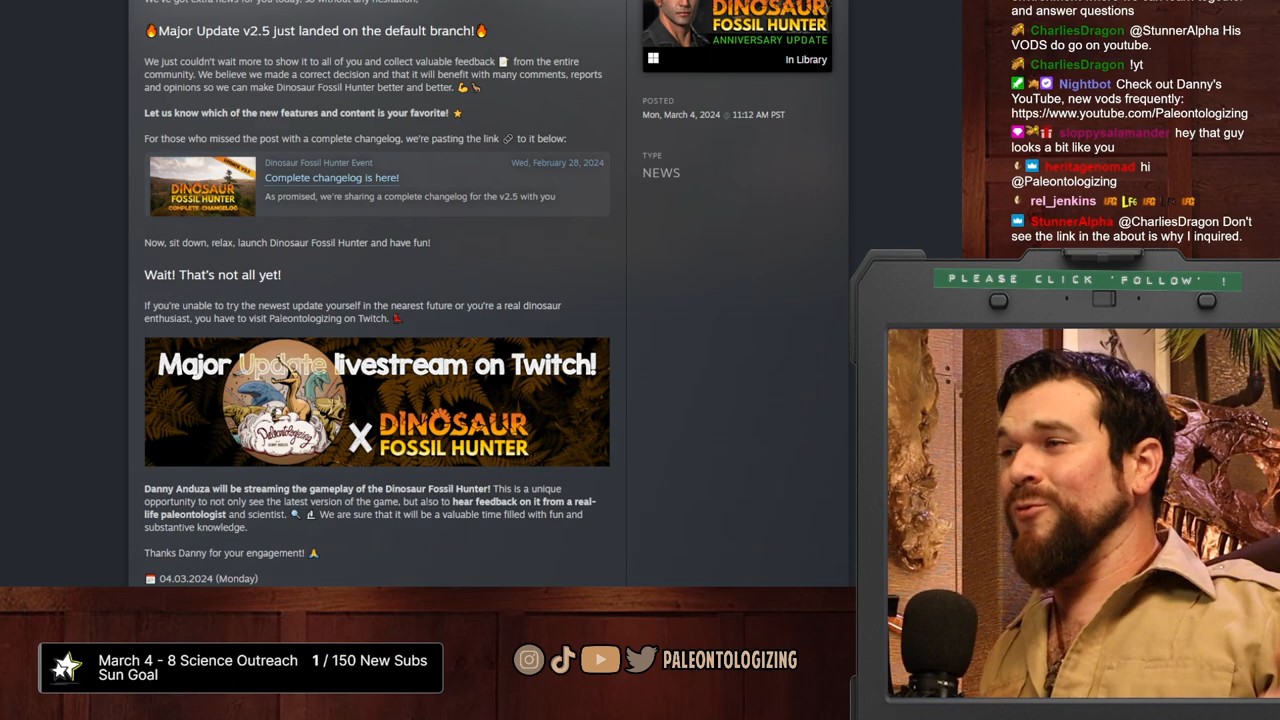 We've got extra news for you today, so without any hesitation,
🔥Major Update v2.5 just landed on the default branch!🔥
We just couldn't wait more to show it to all of you and collect valuable feedback 📝 from the entire
community. We believe we made a correct decision and that it will benefit with many comments, reports
and opinions so we can make Dinosaur Fossil Hunter better and better. 💪🦕
Let us know which of the new features and content is your favorite! ⭐
For those who missed the post with a complete changelog, we're pasting the link 🔗 to it below:
Dinosaur Fossil Hunter Event
Wed, February 28, 2024
Complete changelog is here!
As promised, we're sharing a complete changelog for the v2.5 with you
DINOSAUR
FOSSIL HUNTER
COMPLETE CHANGELOG
Now, sit down, relax, launch Dinosaur Fossil Hunter and have fun!
Wait! That's not all yet!
If you're unable to try the newest update yourself in the nearest future or you're a real dinosaur
enthusiast, you have to visit Paleontologizing on Twitch.
Major Update livestream on Twitch!
Paleontologizing
X DINOSAUR
FOSSIL HUNTER
Danny Anduza will be streaming the gameplay of the Dinosaur Fossil Hunter! This is a unique
opportunity to not only see the latest version of the game, but also to hear feedback on it from a real-
life paleontologist and scientist. 🔍 🔬 We are sure that it will be a valuable time filled with fun and
substantive knowledge.
Thanks Danny for your engagement! 🙏
📅 04.03.2024 (Monday)
DINOSAUR
FOSSIL HUNTER
ANNIVERSARY UPDATE
In Library
POSTED
Mon, March 4, 2024 @ 11:12 AM PST
TYPE
NEWS
and answer questions
CharliesDragon @StunnerAlpha His
VODS do go on youtube.
CharliesDragon !yt
Nightbot Check out Danny's
YouTube, new vods frequently:
https://www.youtube.com/Paleontologizing
sloppysalamander hey that guy
looks a bit like you
heritagenomad hi
@Paleontologizing
rel_jenkins
StunnerAlpha @CharliesDragon Don't
see the link in the about is why I inquired.
PLEASE CLICK 'FOLLOW' !
March 4 - 8 Science Outreach 1 / 150 New Subs
Sun Goal
PALEONTOLOGIZING